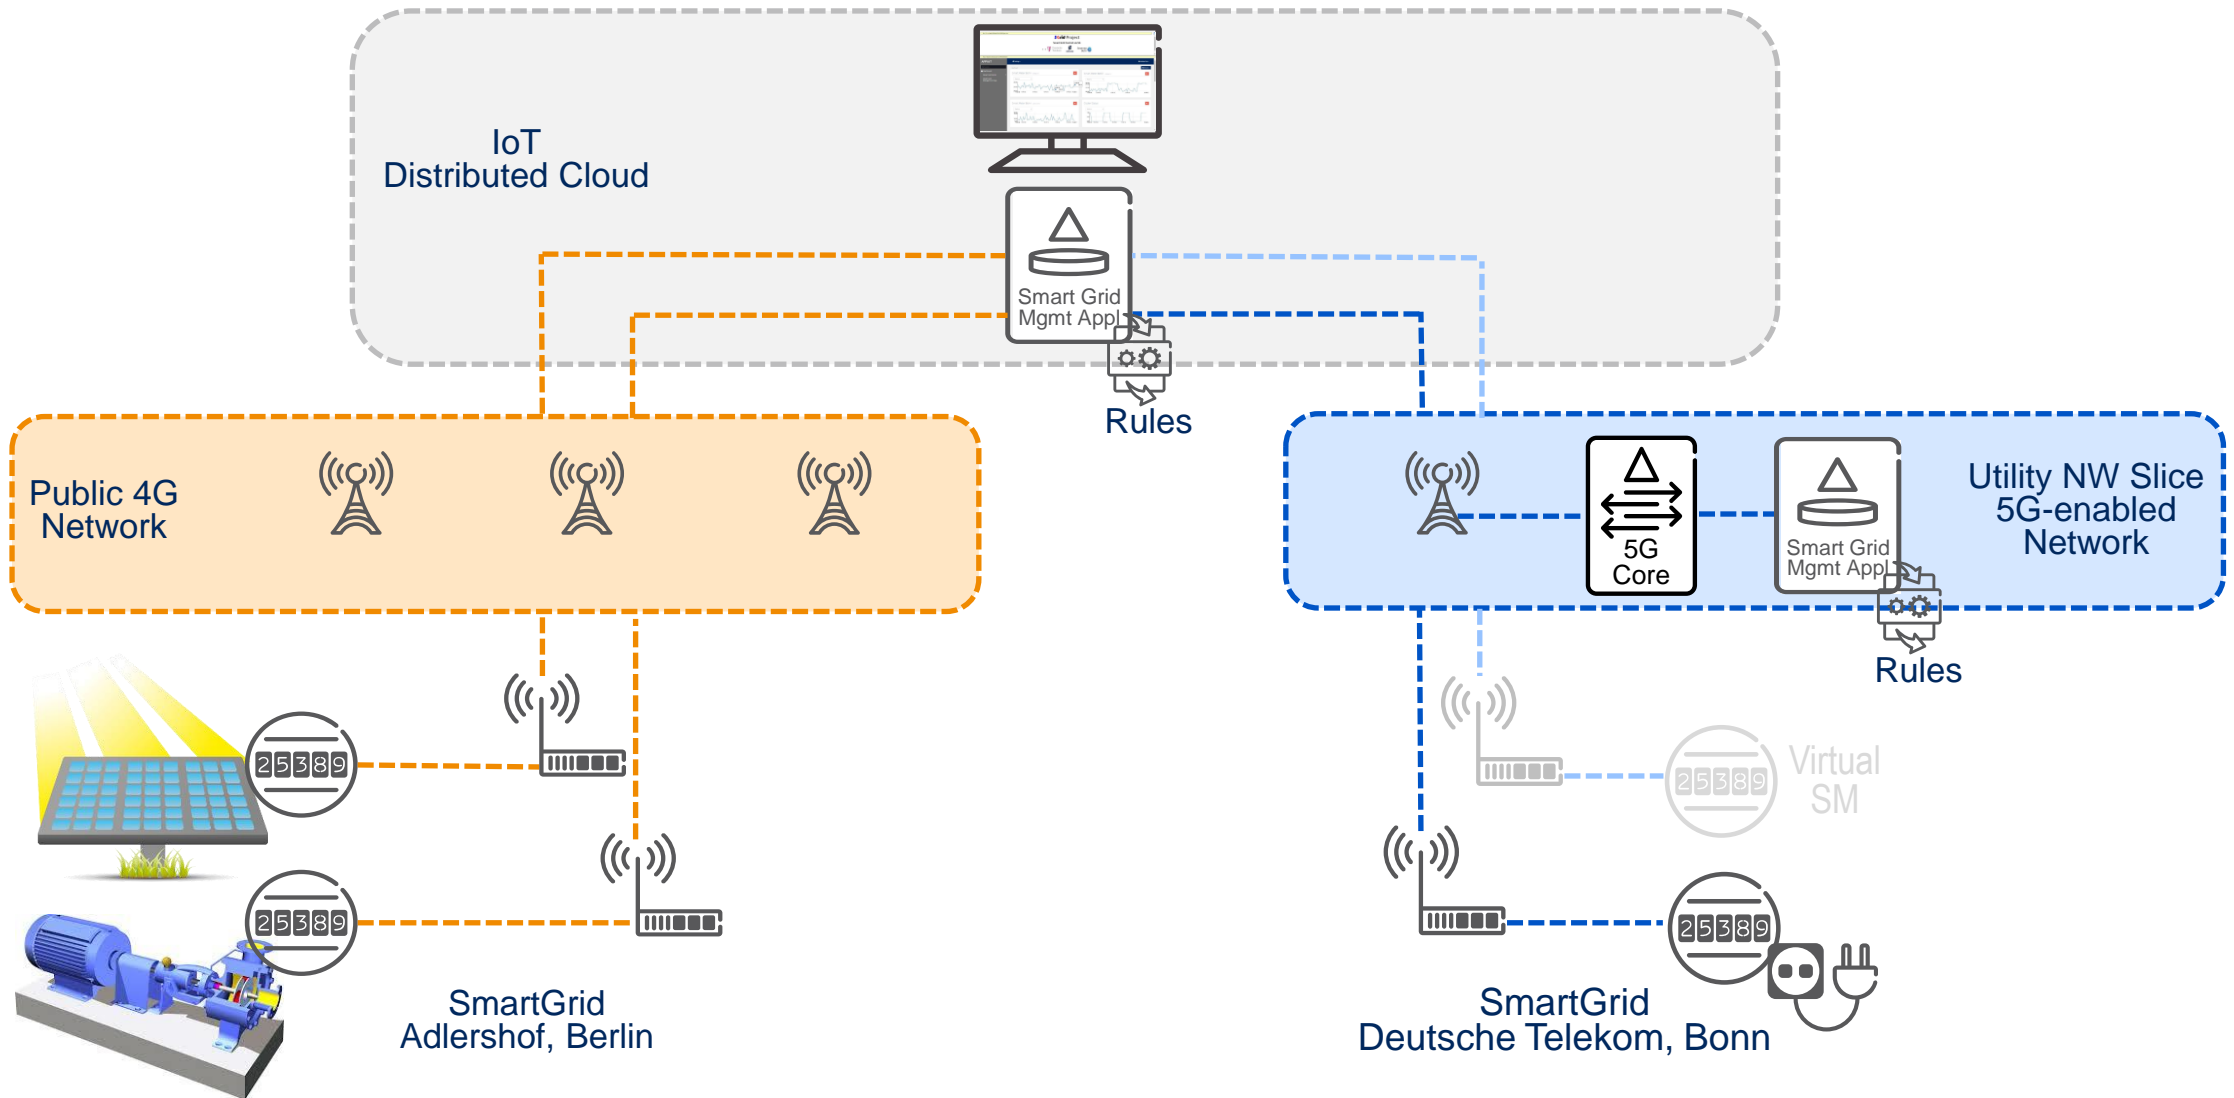 IoT
Distributed Cloud
Smart Grid
Mgmt Appl
Rules
Public 4G
Network
5G
Core
Smart Grid
Mgmt Appl
Rules
Utility NW Slice
5G-enabled
Network
25389
25389
25389
Virtual
SM
25389
SmartGrid
Adlershof, Berlin
SmartGrid
Deutsche Telekom, Bonn